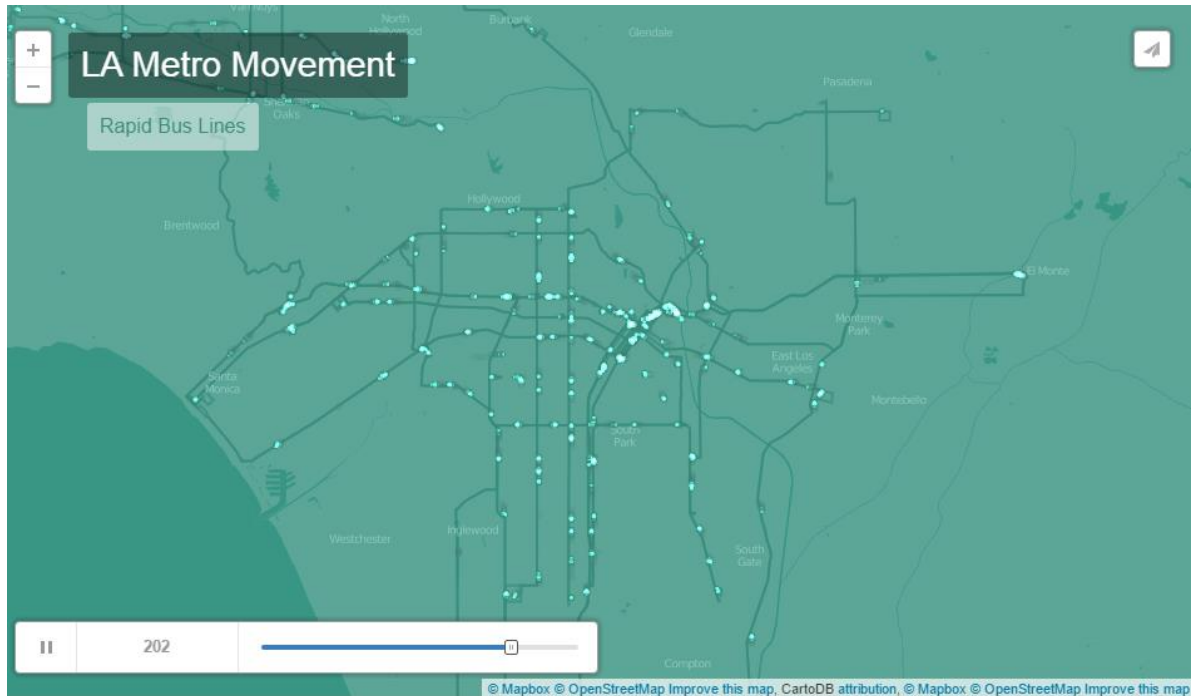 Van Nuys
North
Hollywood
Burbank
Glendale
+
LA Metro Movement
−
Pasadena
Sherman
Oaks
Rapid Bus Lines
Hollywood
Brentwood
El Monte
Monterey
Park
East Los
Angeles
Santa
Monica
Montebello
South
Park
Inglewood
Westchester
South
Gate
202
Compton
© Mapbox © OpenStreetMap Improve this map, CartoDB attribution, © Mapbox © OpenStreetMap Improve this map